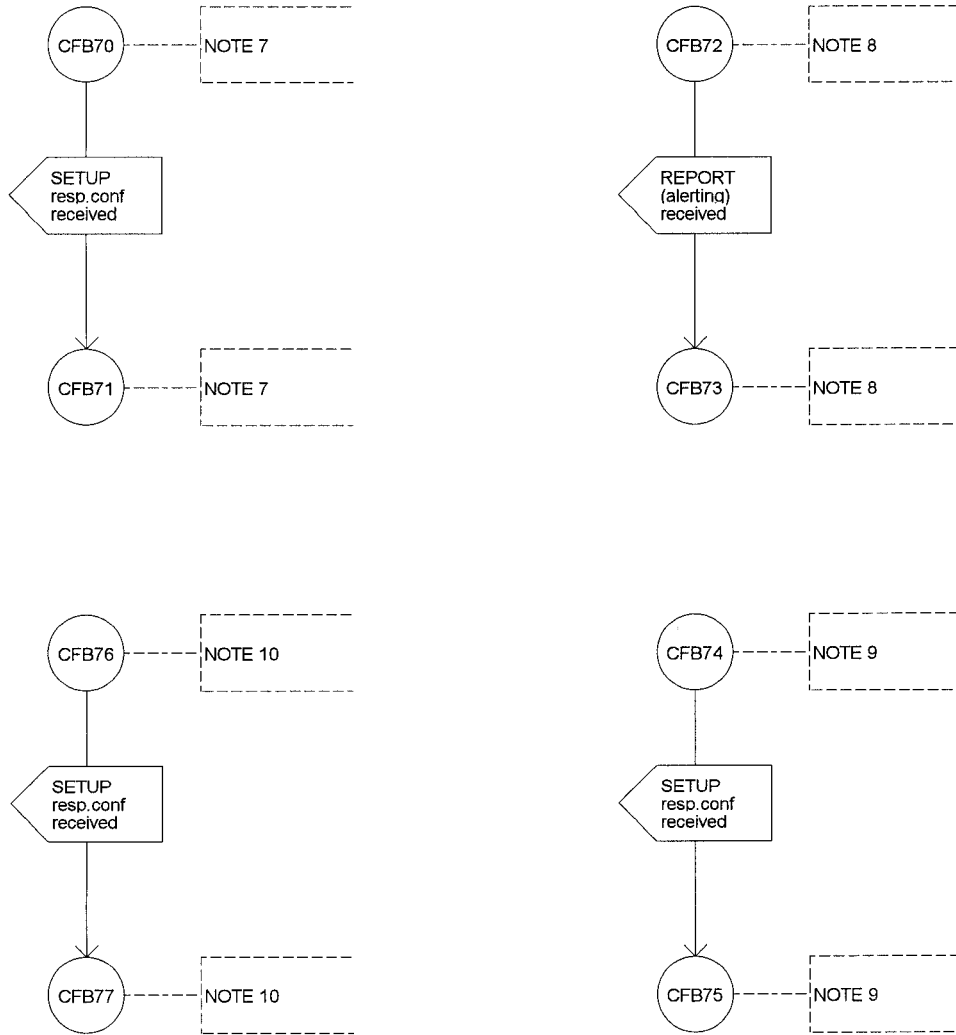 CFB70
NOTE 7
SETUP
resp.conf
received
CFB71
NOTE 7
CFB72
NOTE 8
REPORT
(alerting)
received
CFB73
NOTE 8
CFB76
NOTE 10
SETUP
resp.conf
received
CFB77
NOTE 10
CFB74
NOTE 9
SETUP
resp.conf
received
CFB75
NOTE 9